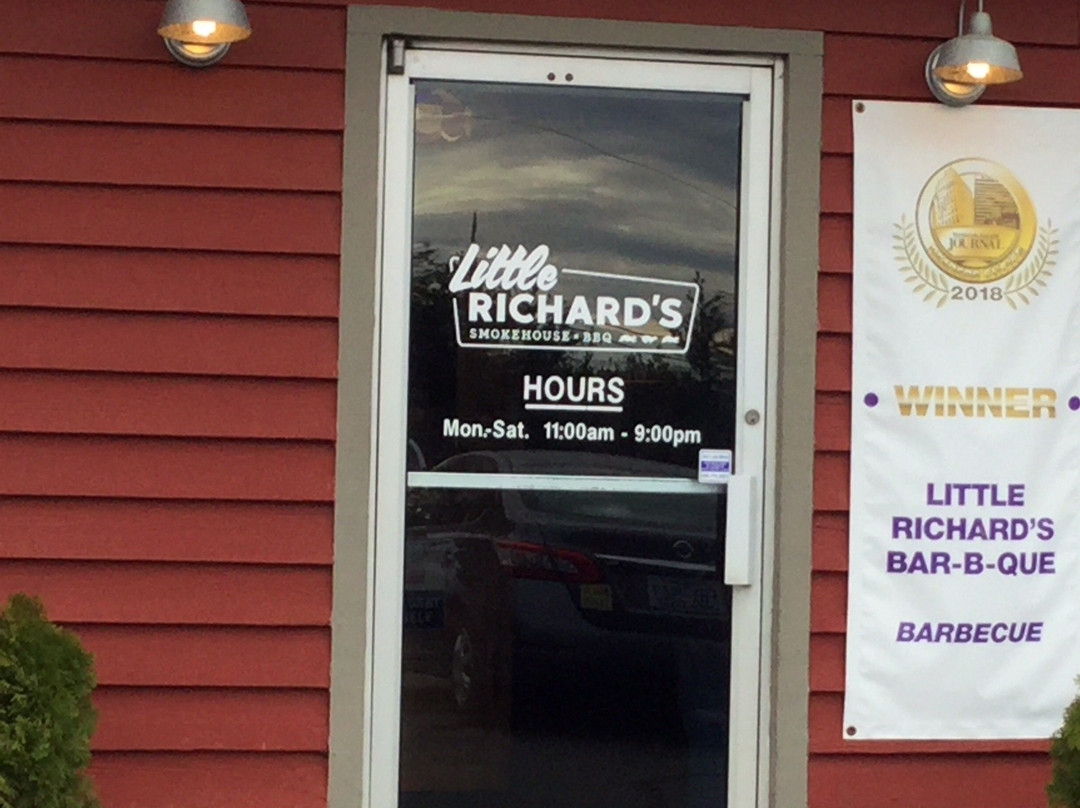 Little
RICHARD'S
SMOKEHOUSE • BBQ
HOURS
Mon.-Sat. 11:00am - 9:00pm
JOURNAL
2018
WINNER
LITTLE
RICHARD'S
BAR-B-QUE
BARBECUE